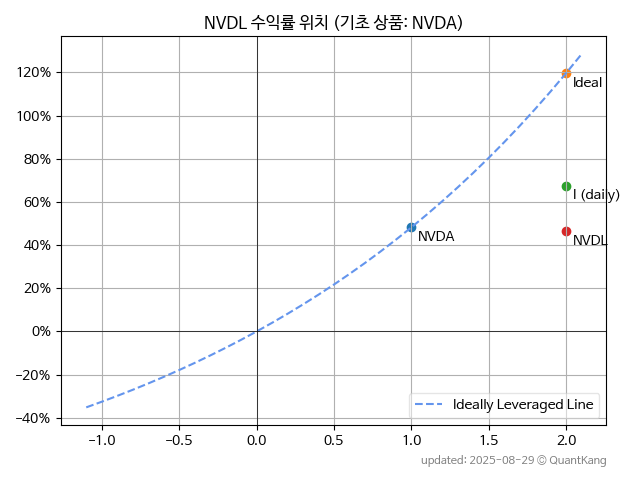 NVDL 수익률 위치 (기초 상품: NVDA)
120%
100%
80%
60%
40%
20%
0%
−20%
−40%
Ideal
I (daily)
NVDL
NVDA
Ideally Leveraged Line
−1.0 −0.5 0.0 0.5 1.0 1.5 2.0
updated: 2025-08-29 © QuantKang